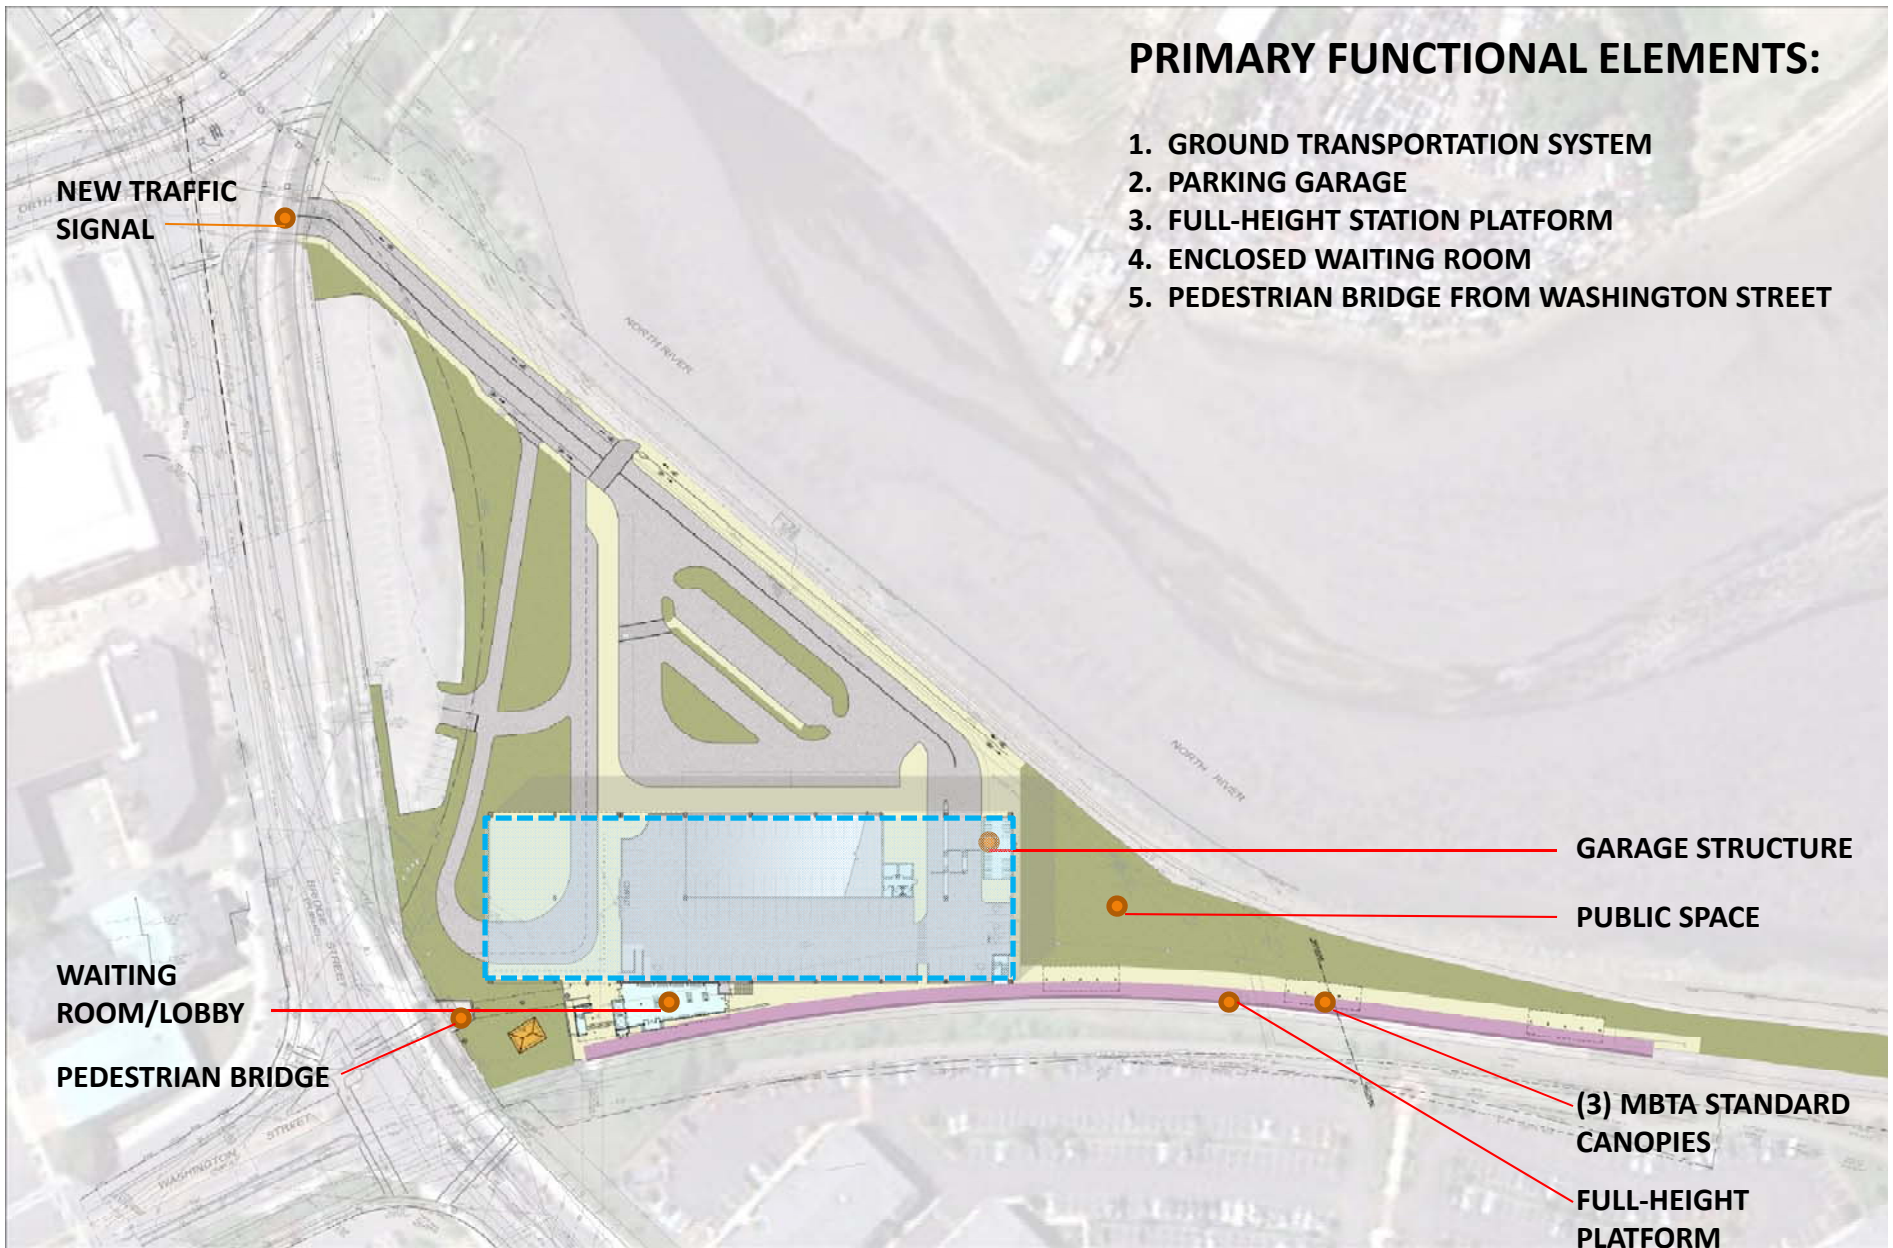 PRIMARY FUNCTIONAL ELEMENTS:
1. GROUND TRANSPORTATION SYSTEM
2. PARKING GARAGE
3. FULL-HEIGHT STATION PLATFORM
4. ENCLOSED WAITING ROOM
5. PEDESTRIAN BRIDGE FROM WASHINGTON STREET
NEW TRAFFIC
SIGNAL
NORTH RIVER
NORTH RIVER
GARAGE STRUCTURE
PUBLIC SPACE
WAITING
ROOM/LOBBY
PEDESTRIAN BRIDGE
BRIDGE STREET
WASHINGTON STREET
(3) MBTA STANDARD
CANOPIES
FULL-HEIGHT
PLATFORM